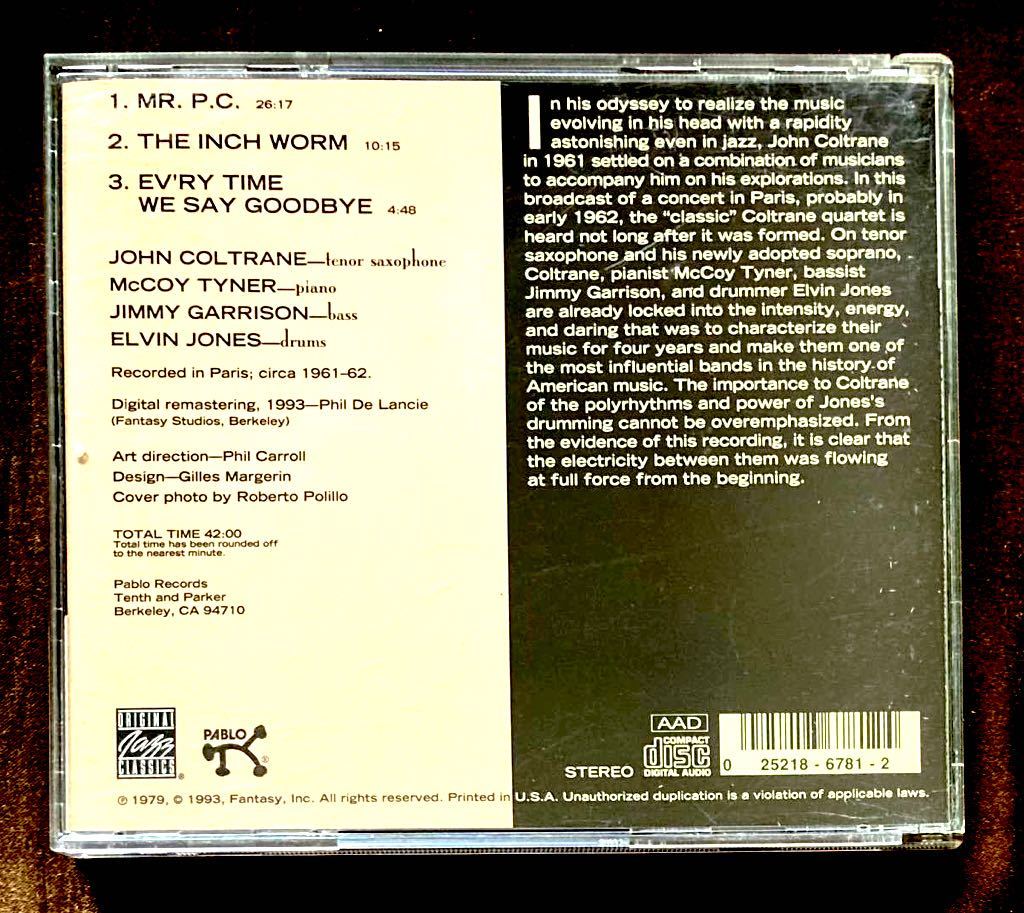 1. MR. P.C. 26:17
2. THE INCH WORM 10:15
3. EV'RY TIME
WE SAY GOODBYE 4:48
JOHN COLTRANE—tenor saxophone
McCOY TYNER—piano
JIMMY GARRISON—bass
ELVIN JONES—drums
Recorded in Paris; circa 1961-62.
Digital remastering, 1993—Phil De Lancie
(Fantasy Studios, Berkeley)
Art direction—Phil Carroll
Design—Gilles Margerin
Cover photo by Roberto Polillo
TOTAL TIME 42:00
Total time has been rounded off
to the nearest minute.
Pablo Records
Tenth and Parker
Berkeley, CA 94710
ORIGINAL
Jazz
CLASSICS®
PABLO®
In his odyssey to realize the music
evolving in his head with a rapidity
astonishing even in jazz, John Coltrane
in 1961 settled on a combination of musicians
to accompany him on his explorations. In this
broadcast of a concert in Paris, probably in
early 1962, the "classic" Coltrane quartet is
heard not long after it was formed. On tenor
saxophone and his newly adopted soprano,
Coltrane, pianist McCoy Tyner, bassist
Jimmy Garrison, and drummer Elvin Jones
are already locked into the intensity, energy,
and daring that was to characterize their
music for four years and make them one of
the most influential bands in the history of
American music. The importance to Coltrane
of the polyrhythms and power of Jones's
drumming cannot be overemphasized. From
the evidence of this recording, it is clear that
the electricity between them was flowing
at full force from the beginning.
STEREO
AAD
COMPACT
disc
DIGITAL AUDIO
0 25218-6781-2
℗ 1979, © 1993, Fantasy, Inc. All rights reserved. Printed in U.S.A. Unauthorized duplication is a violation of applicable laws.